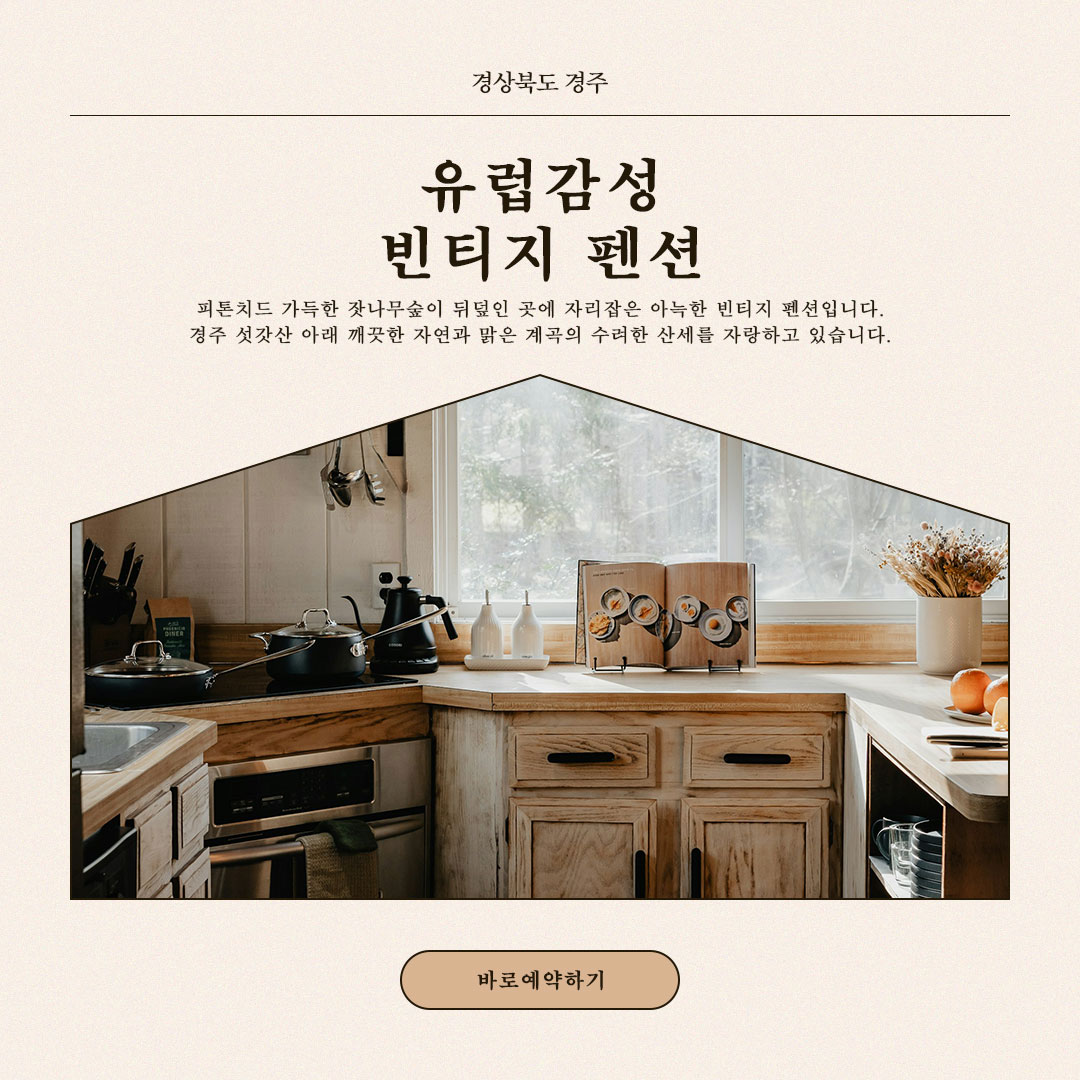 경상북도 경주
유럽감성
빈티지 펜션
피톤치드 가득한 잣나무숲이 뒤덮인 곳에 자리잡은 아늑한 빈티지 펜션입니다.
경주 섯갓산 아래 깨끗한 자연과 맑은 계곡의 수려한 산세를 자랑하고 있습니다.
DINER
바로예약하기